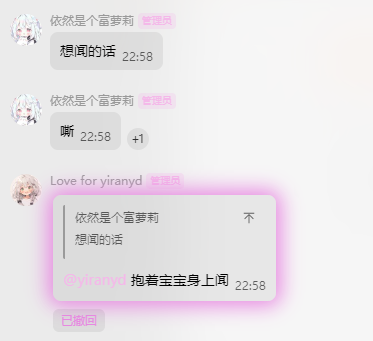 依然是个富萝莉 管理员
想闻的话 22:58
依然是个富萝莉 管理员
嘶 22:58 +1
Love for yiranyd 管理员
依然是个富萝莉
想闻的话
@yiranyd 抱着宝宝身上闻 22:58
已撤回